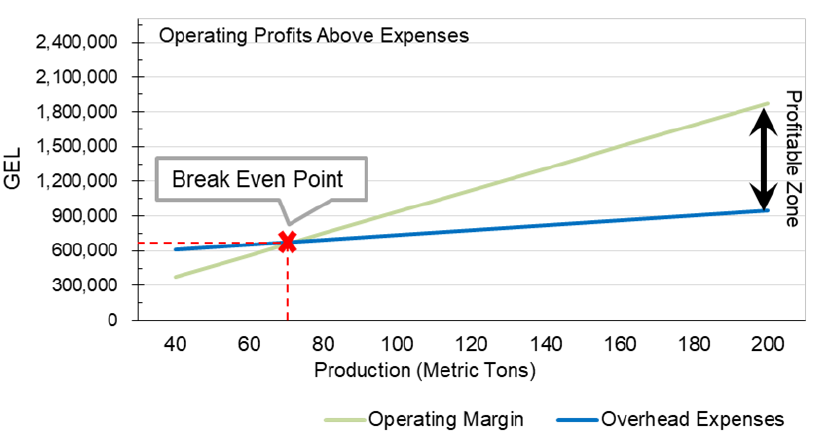 Operating Profits Above Expenses
2,400,000
2,100,000
1,800,000
1,500,000
1,200,000
900,000
600,000
300,000
0
GEL
Break Even Point
Profitable Zone
40 60 80 100 120 140 160 180 200
Production (Metric Tons)
Operating Margin Overhead Expenses